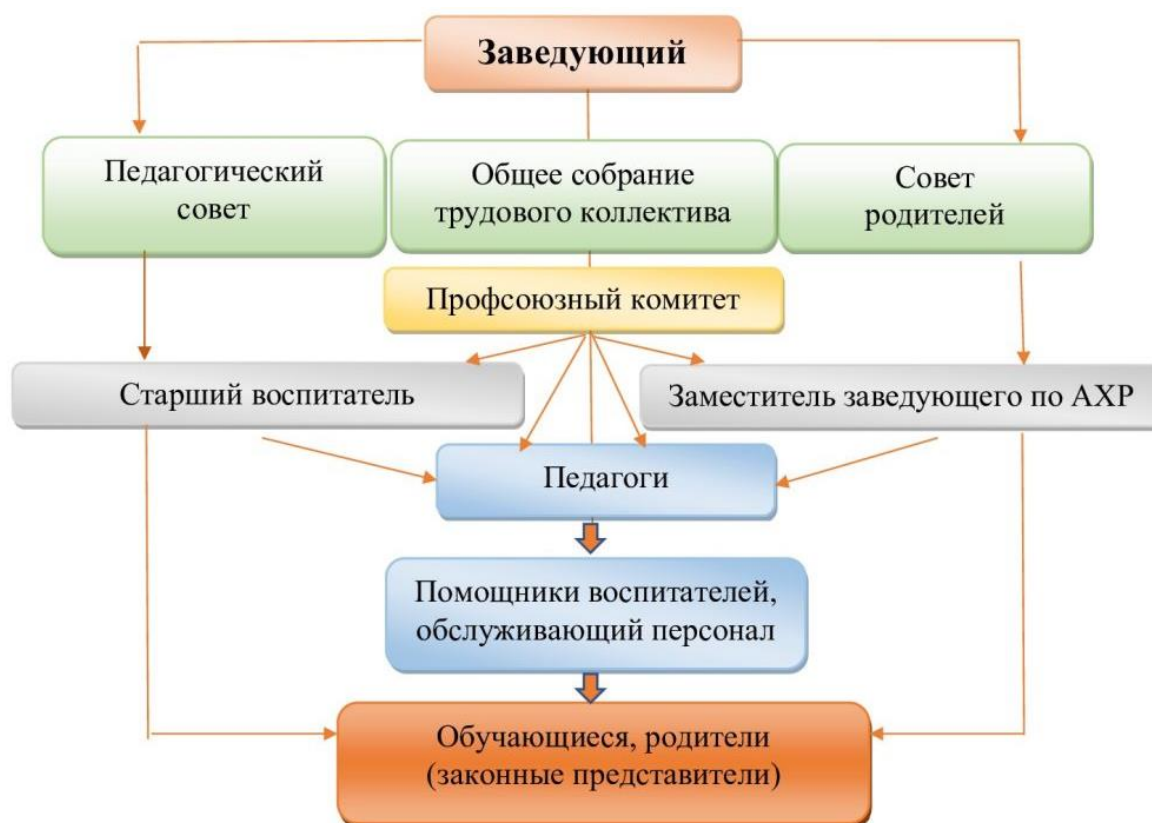 Заведующий
Педагогический
совет
Общее собрание
трудового коллектива
Совет
родителей
Профсоюзный комитет
Старший воспитатель
Заместитель заведующего по АХР
Педагоги
Помощники воспитателей,
обслуживающий персонал
Обучающиеся, родители
(законные представители)